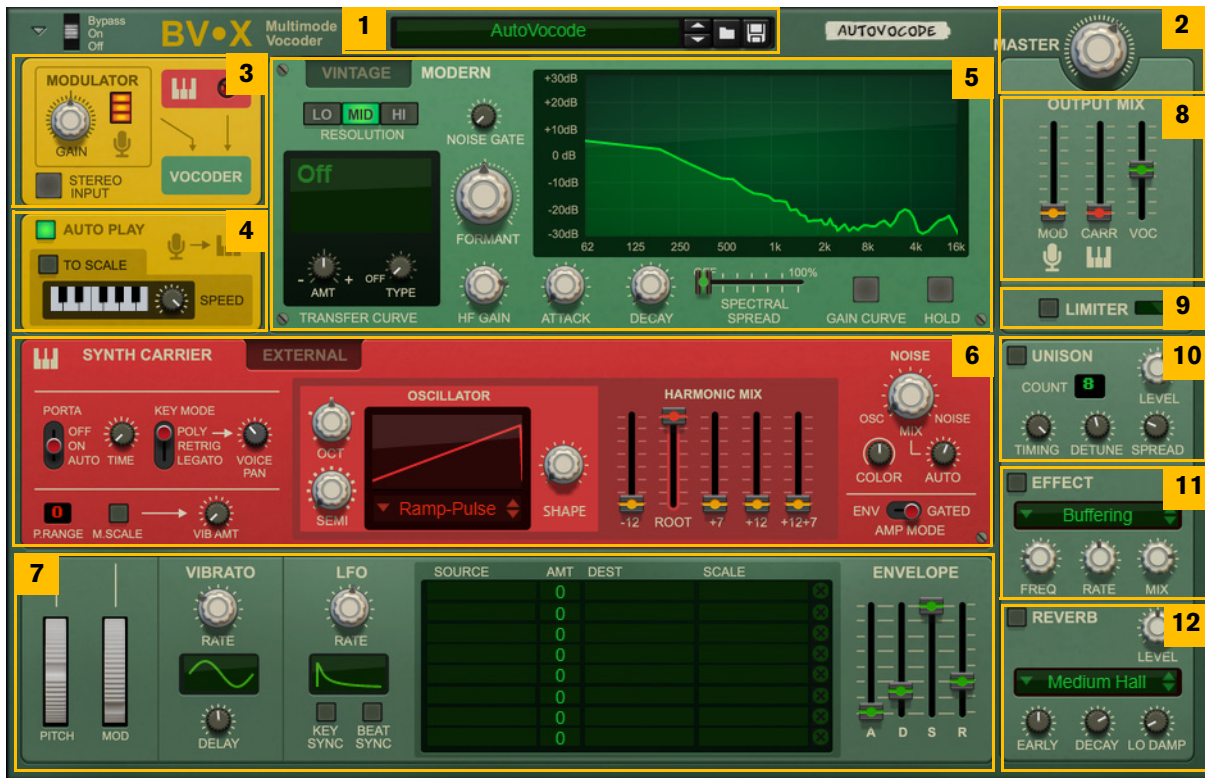 Bypass
On
Off
BV•X
Multimode
Vocoder
1
AutoVocode
AUTOVOCODE
MASTER
2
MODULATOR
GAIN
STEREO
INPUT
VOCODER
3
AUTO PLAY
TO SCALE
SPEED
4
VINTAGE
MODERN
LO MID HI
RESOLUTION
NOISE GATE
Off
FORMANT
- AMT +
OFF TYPE
TRANSFER CURVE
HF GAIN
ATTACK
DECAY
+30dB
+20dB
+10dB
0 dB
-10dB
-20dB
-30dB
62 125 250 500 1k 2k 8k 4k 16k
100%
SPECTRAL
SPREAD
GAIN CURVE
HOLD
5
OUTPUT MIX
8
MOD CARR VOC
LIMITER
9
SYNTH CARRIER
EXTERNAL
6
PORTA
OFF
ON
AUTO
TIME
KEY MODE
POLY
RETRIG
LEGATO
VOICE
PAN
0
P.RANGE
M.SCALE
VIB AMT
OSCILLATOR
OCT
SEMI
Ramp-Pulse
SHAPE
HARMONIC MIX
-12 ROOT +7 +12 +12+7
NOISE
OSC
NOISE
MIX
COLOR
AUTO
ENV
GATED
AMP MODE
UNISON
10
COUNT
8
LEVEL
TIMING DETUNE SPREAD
EFFECT
11
Buffering
FREQ RATE MIX
7
PITCH
MOD
VIBRATO
RATE
DELAY
LFO
RATE
KEY
SYNC
BEAT
SYNC
SOURCE AMT DEST SCALE
0
0
0
0
0
0
0
0
ENVELOPE
A D S R
REVERB
12
LEVEL
Medium Hall
EARLY DECAY LO DAMP